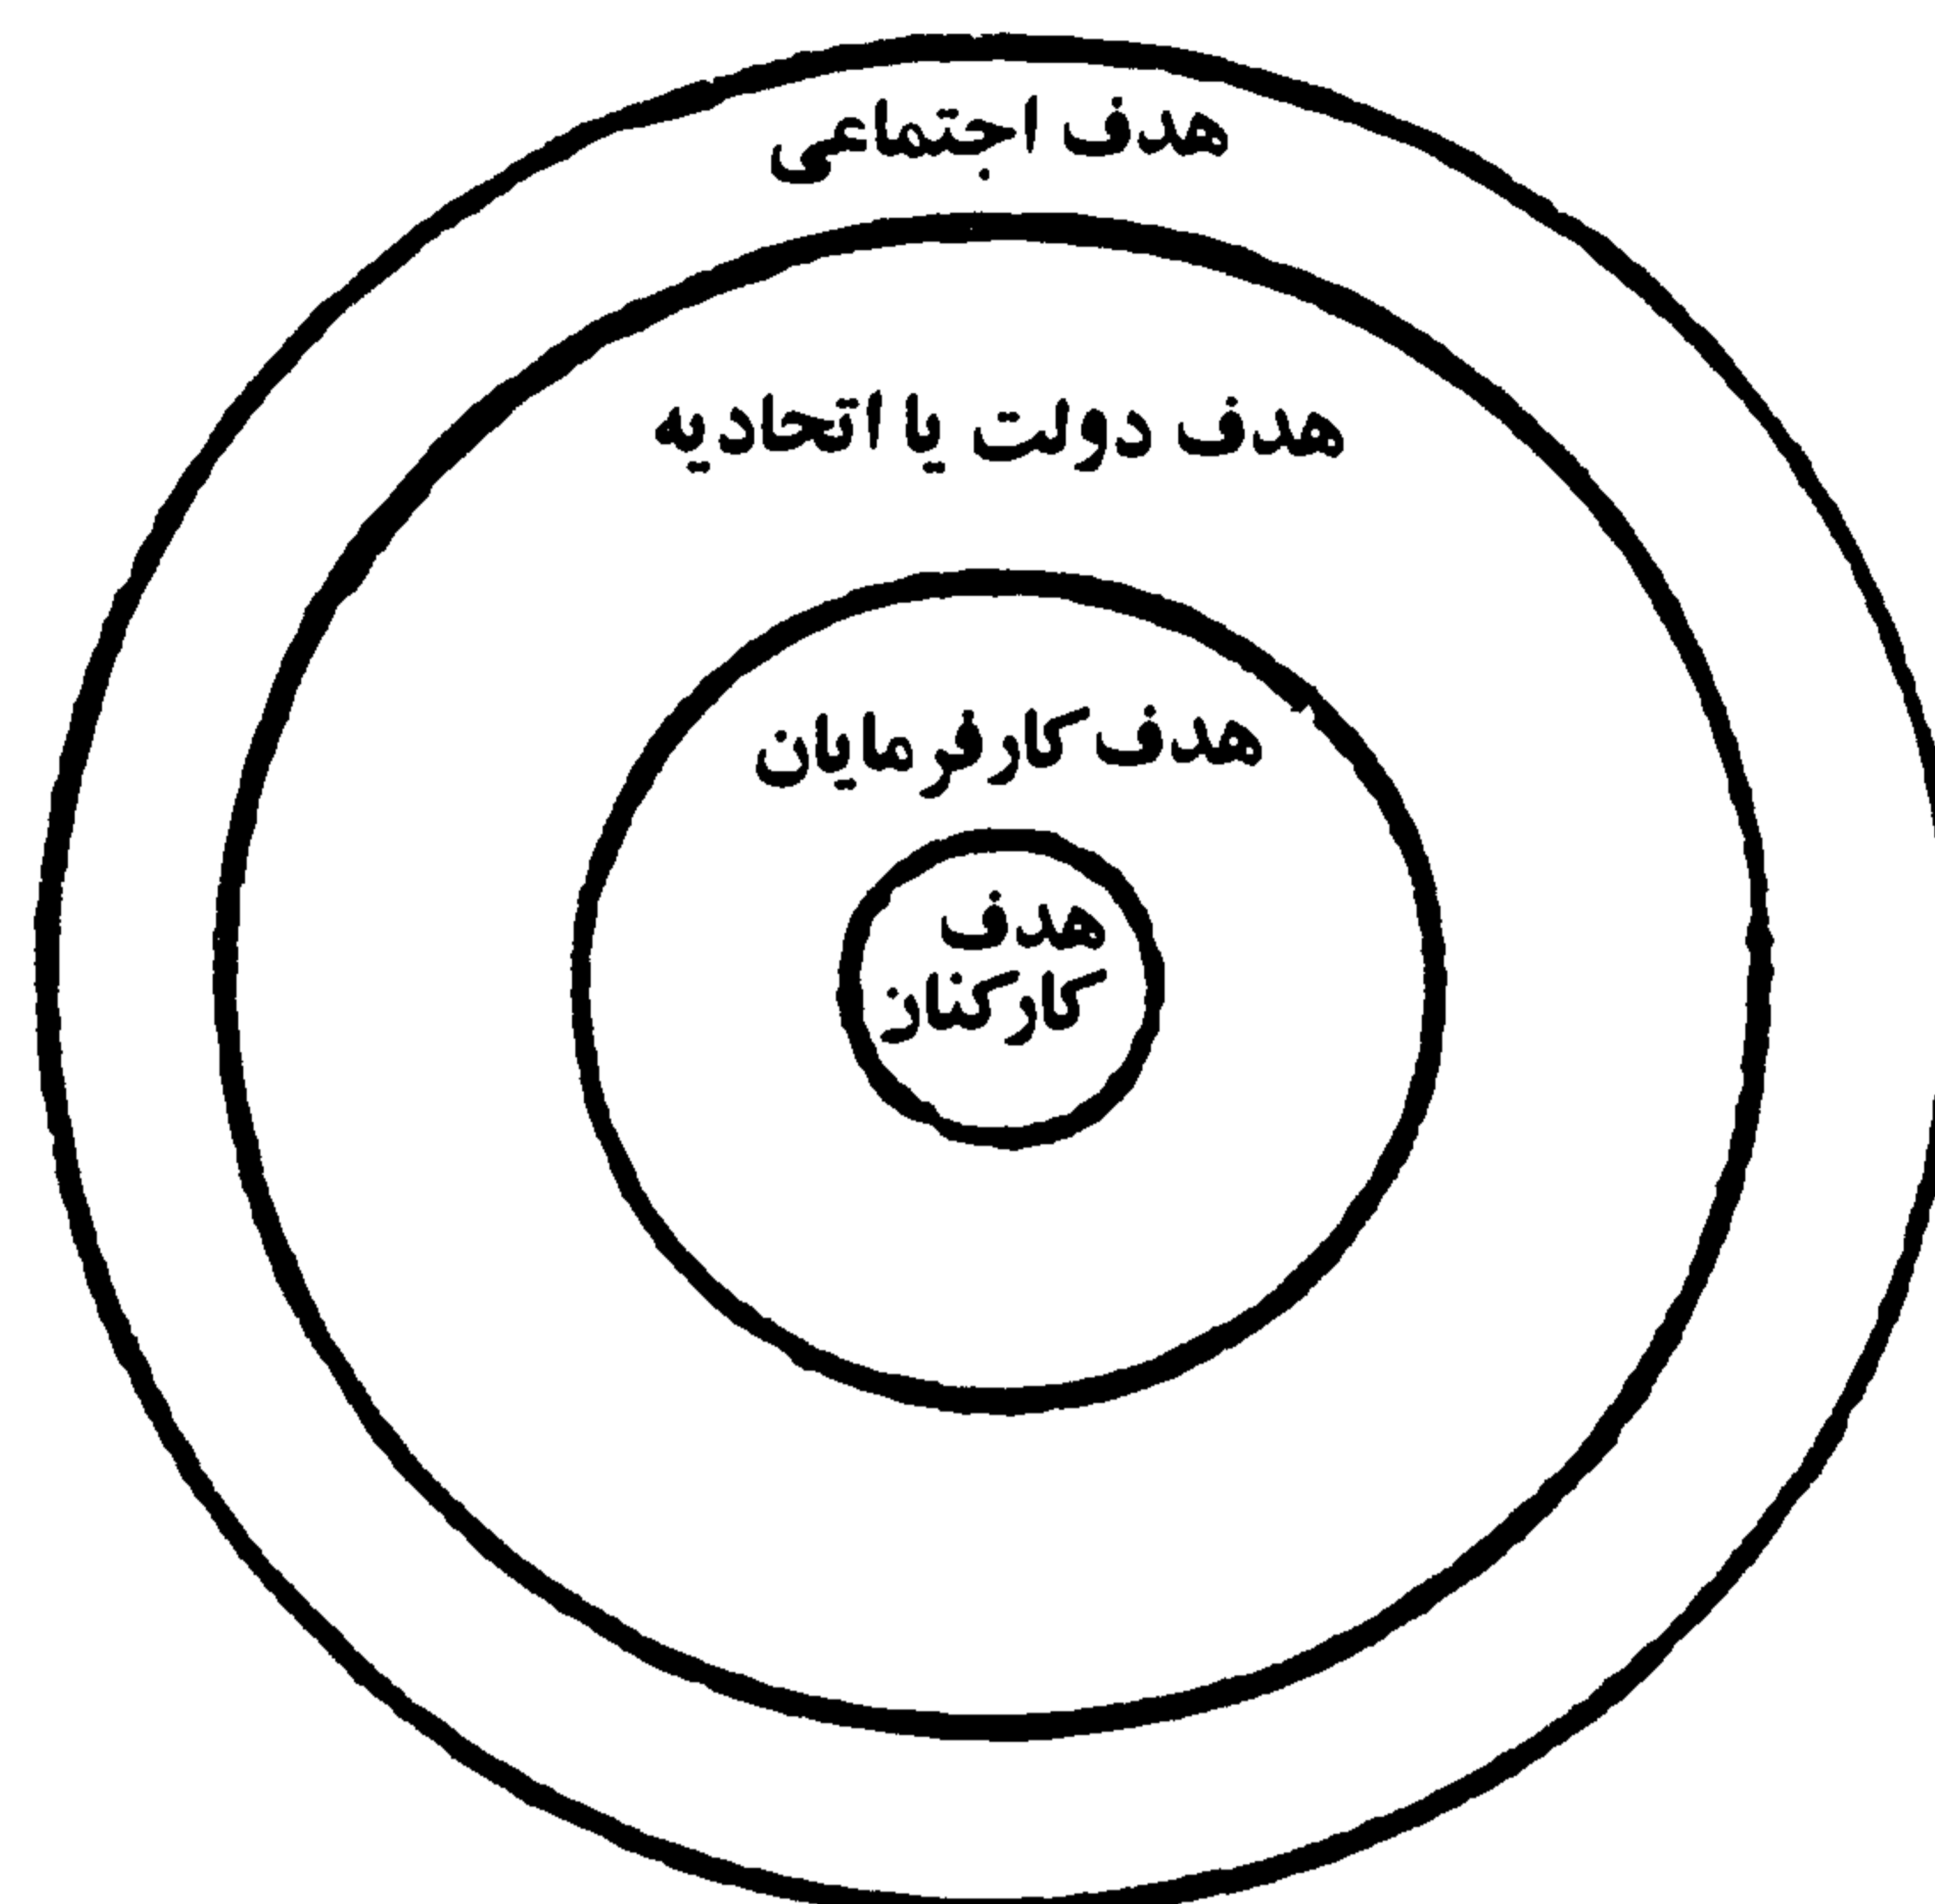 هدف اجتماعی
هدف دولت یا اتحادیه
هدف کارفرمایان
هدف
کارکنان